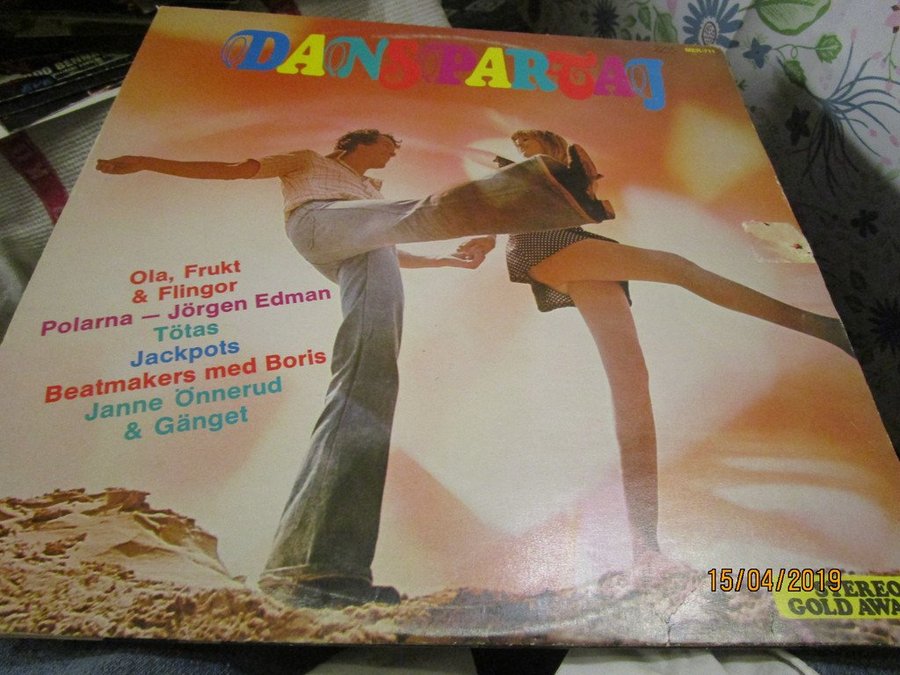 DANSPARTAJ
Ola, Frukt
& Flingor
Polarna — Jörgen Edman
Tötas
Jackpots
Beatmakers med Boris
Janne Önnerud
& Gänget
15/04/2019
STEREO
GOLD AWA